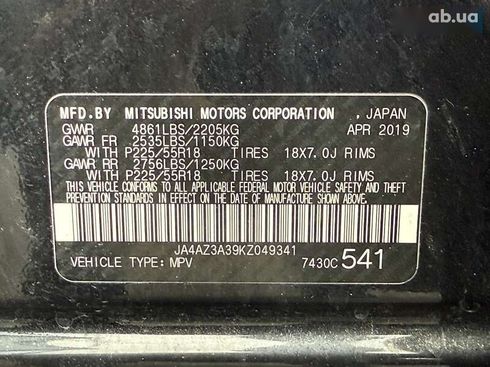 ab.ua
MFD.BY MITSUBISHI MOTORS CORPORATION , JAPAN
GVWR 4861LBS/2205KG APR 2019
GAWR FR 2535LBS/1150KG
WITH P225/55R18 TIRES 18X7.0J RIMS
GAWR RR 2756LBS/1250KG
WITH P225/55R18 TIRES 18X7.0J RIMS
THIS VEHICLE CONFORMS TO ALL APPLICABLE FEDERAL MOTOR VEHICLE SAFETY AND THEFT
PREVENTION STANDARDS IN EFFECT ON THE DATE OF MANUFACTURE SHOWN ABOVE.
JA4AZ3A39KZ049341
VEHICLE TYPE: MPV 7430C 541